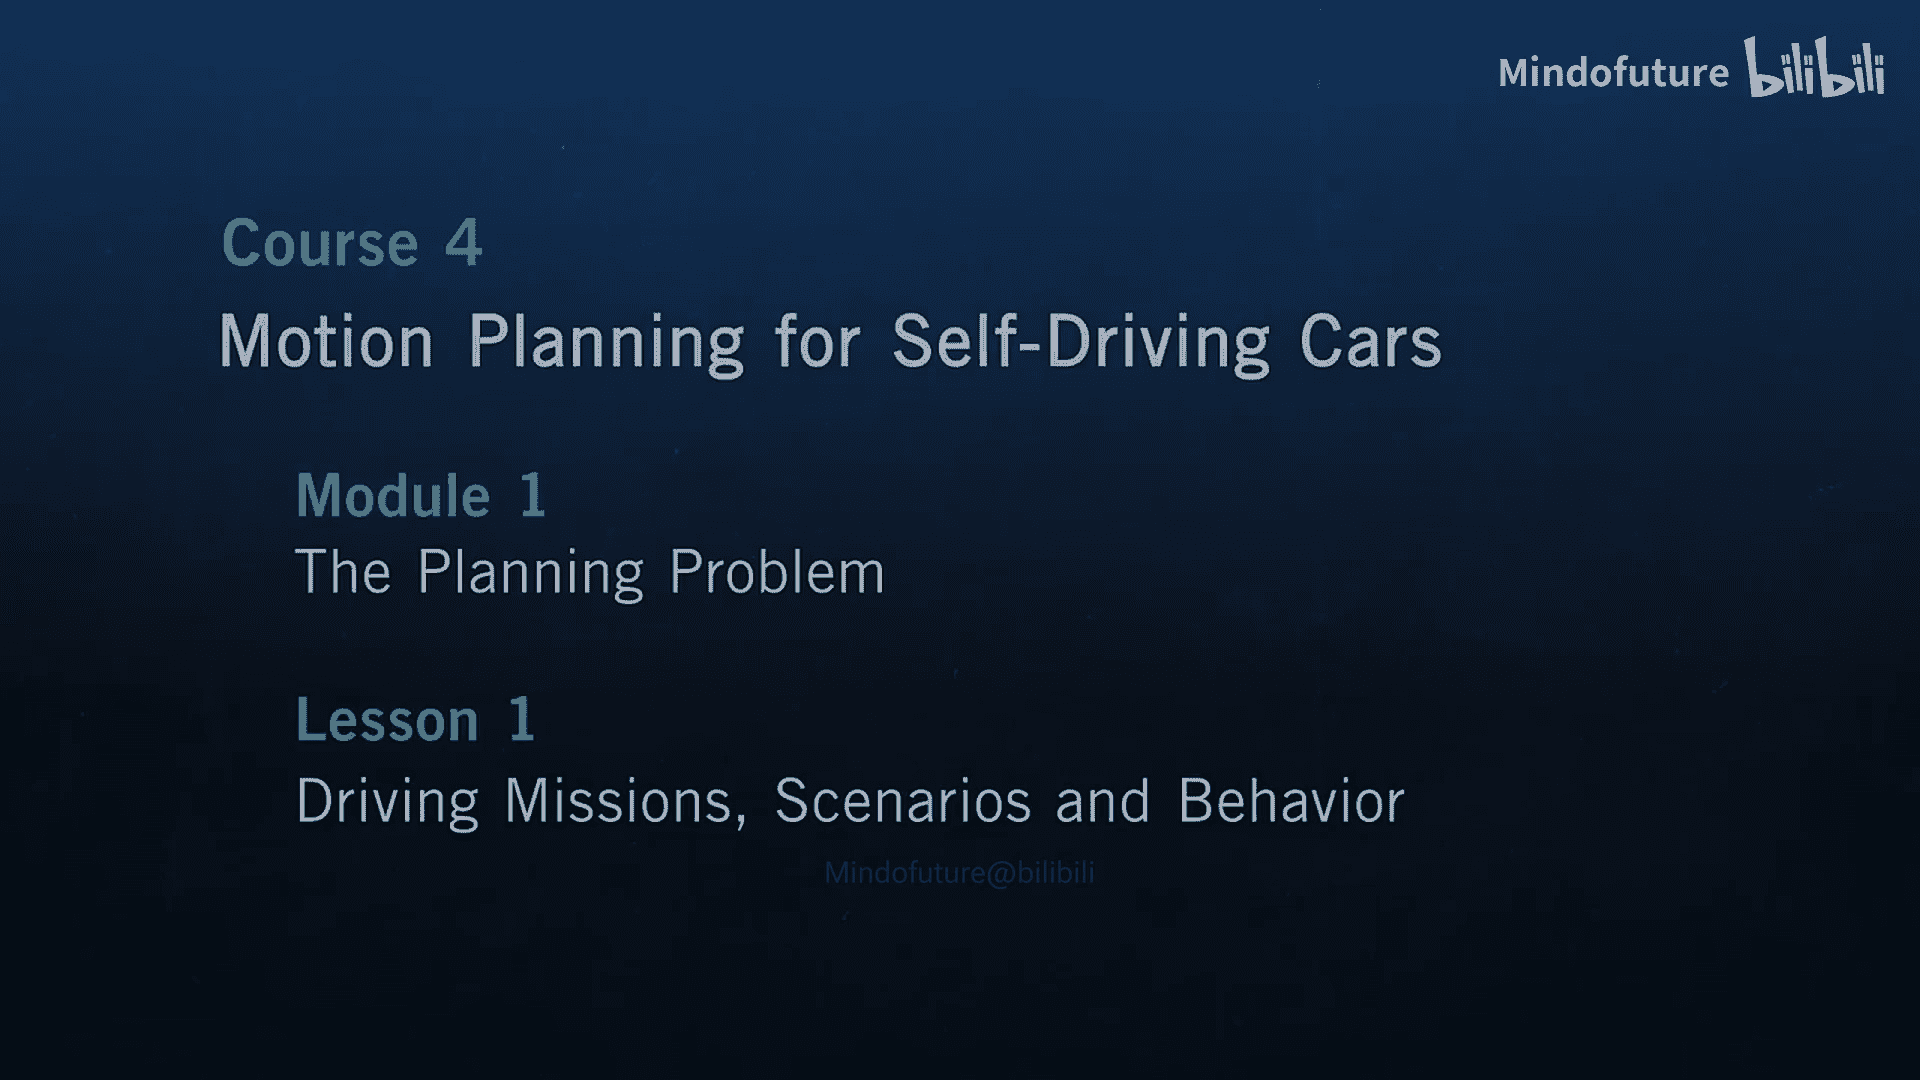 Mindofuture bilibili
Course 4
Motion Planning for Self-Driving Cars
Module 1
The Planning Problem
Lesson 1
Driving Missions, Scenarios and Behavior
Mindofuture@bilibili